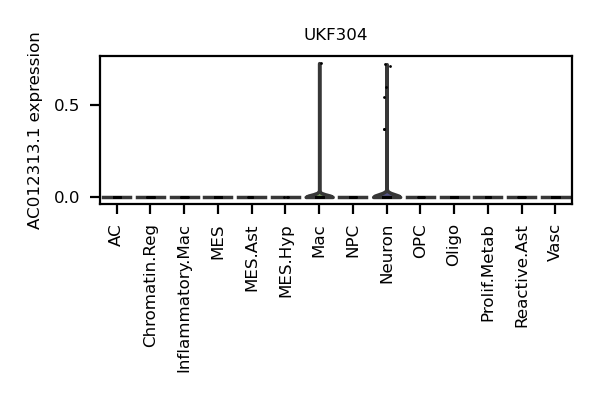 UKF304
AC012313.1 expression
0.5
0.0
AC
Chromatin.Reg
Inflammatory.Mac
MES
MES.Ast
MES.Hyp
Mac
NPC
Neuron
OPC
Oligo
Prolif.Metab
Reactive.Ast
Vasc